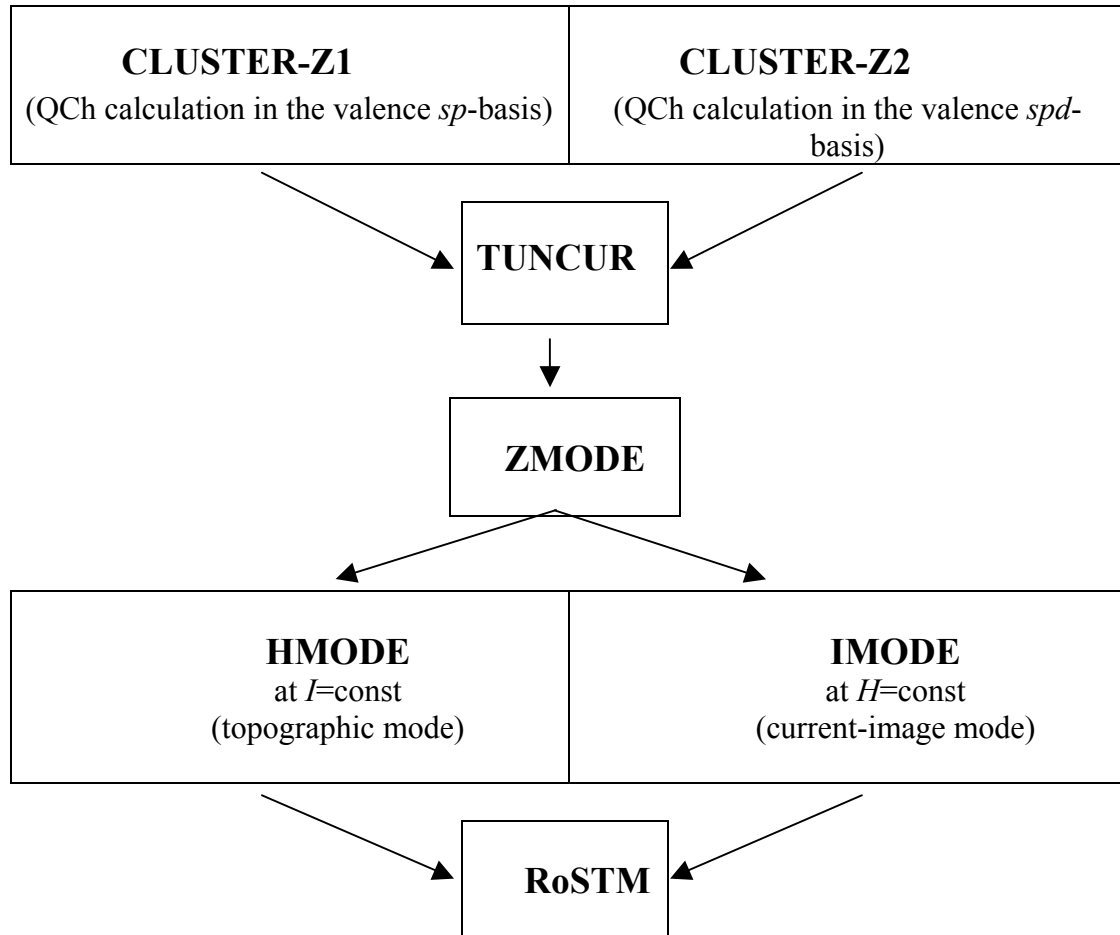 CLUSTER-Z1
(QCh calculation in the valence sp-basis)
CLUSTER-Z2
(QCh calculation in the valence spd-
basis)
TUNCUR
ZMODE
HMODE
at I=const
(topographic mode)
IMODE
at H=const
(current-image mode)
RoSTM